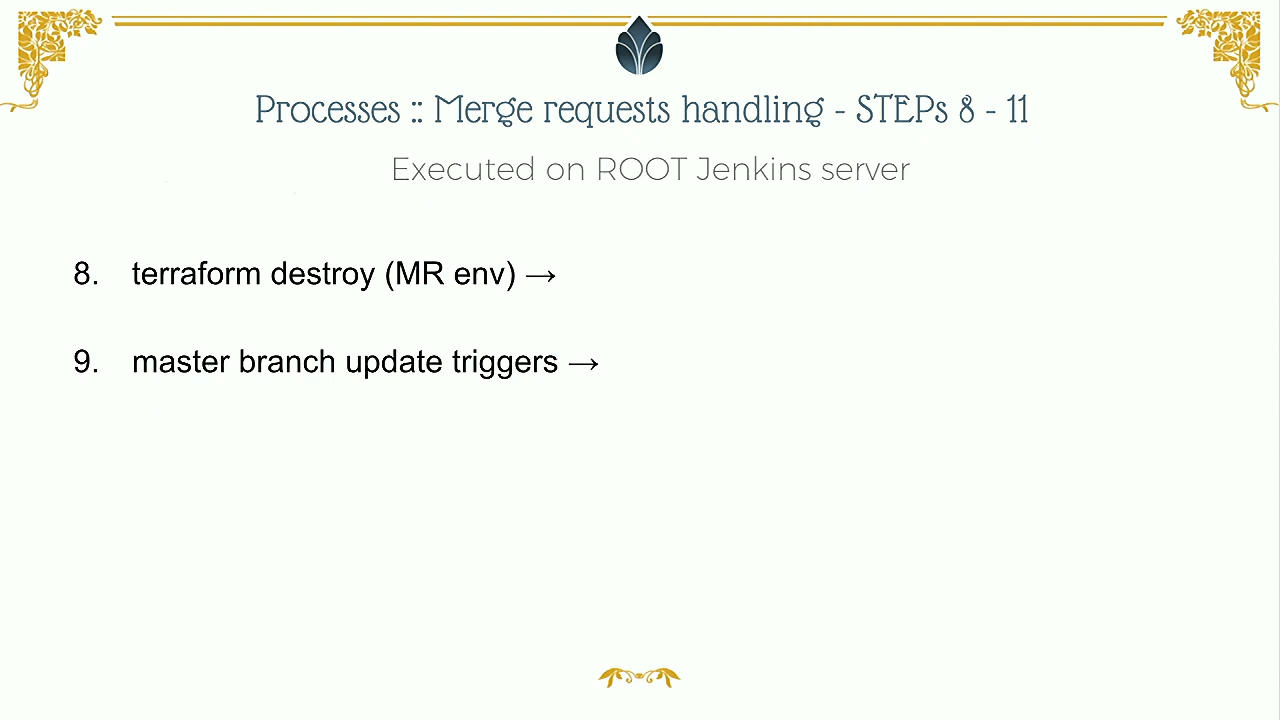 Processes :: Merge requests handling - STEPs 8 - 11
Executed on ROOT Jenkins server
8. terraform destroy (MR env) →
9. master branch update triggers →